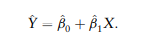 Ŷ = β̂₀ + β̂₁X.